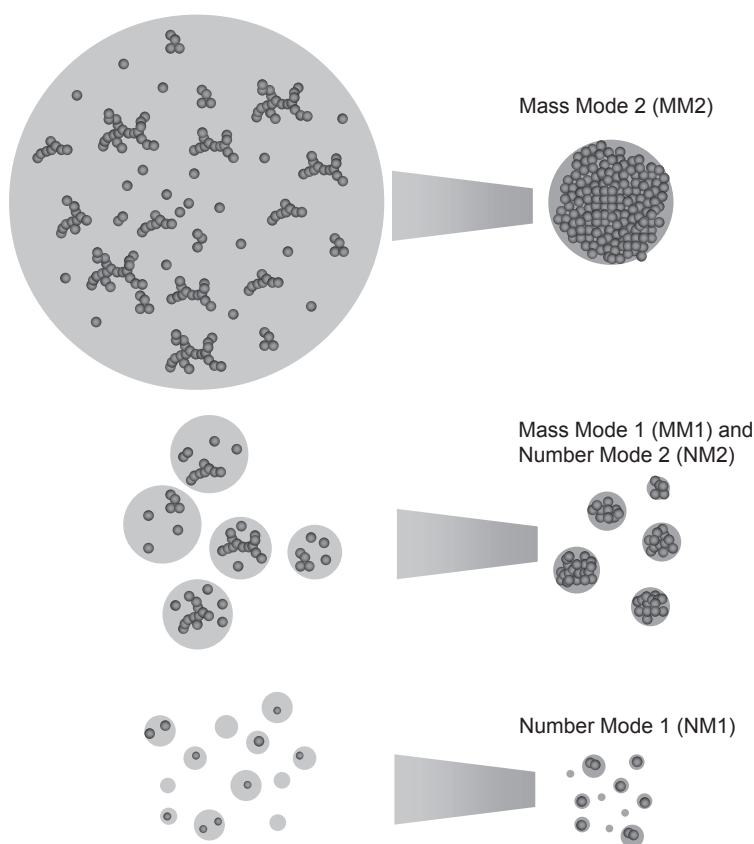 Mass Mode 2 (MM2)
Mass Mode 1 (MM1) and
Number Mode 2 (NM2)
Number Mode 1 (NM1)